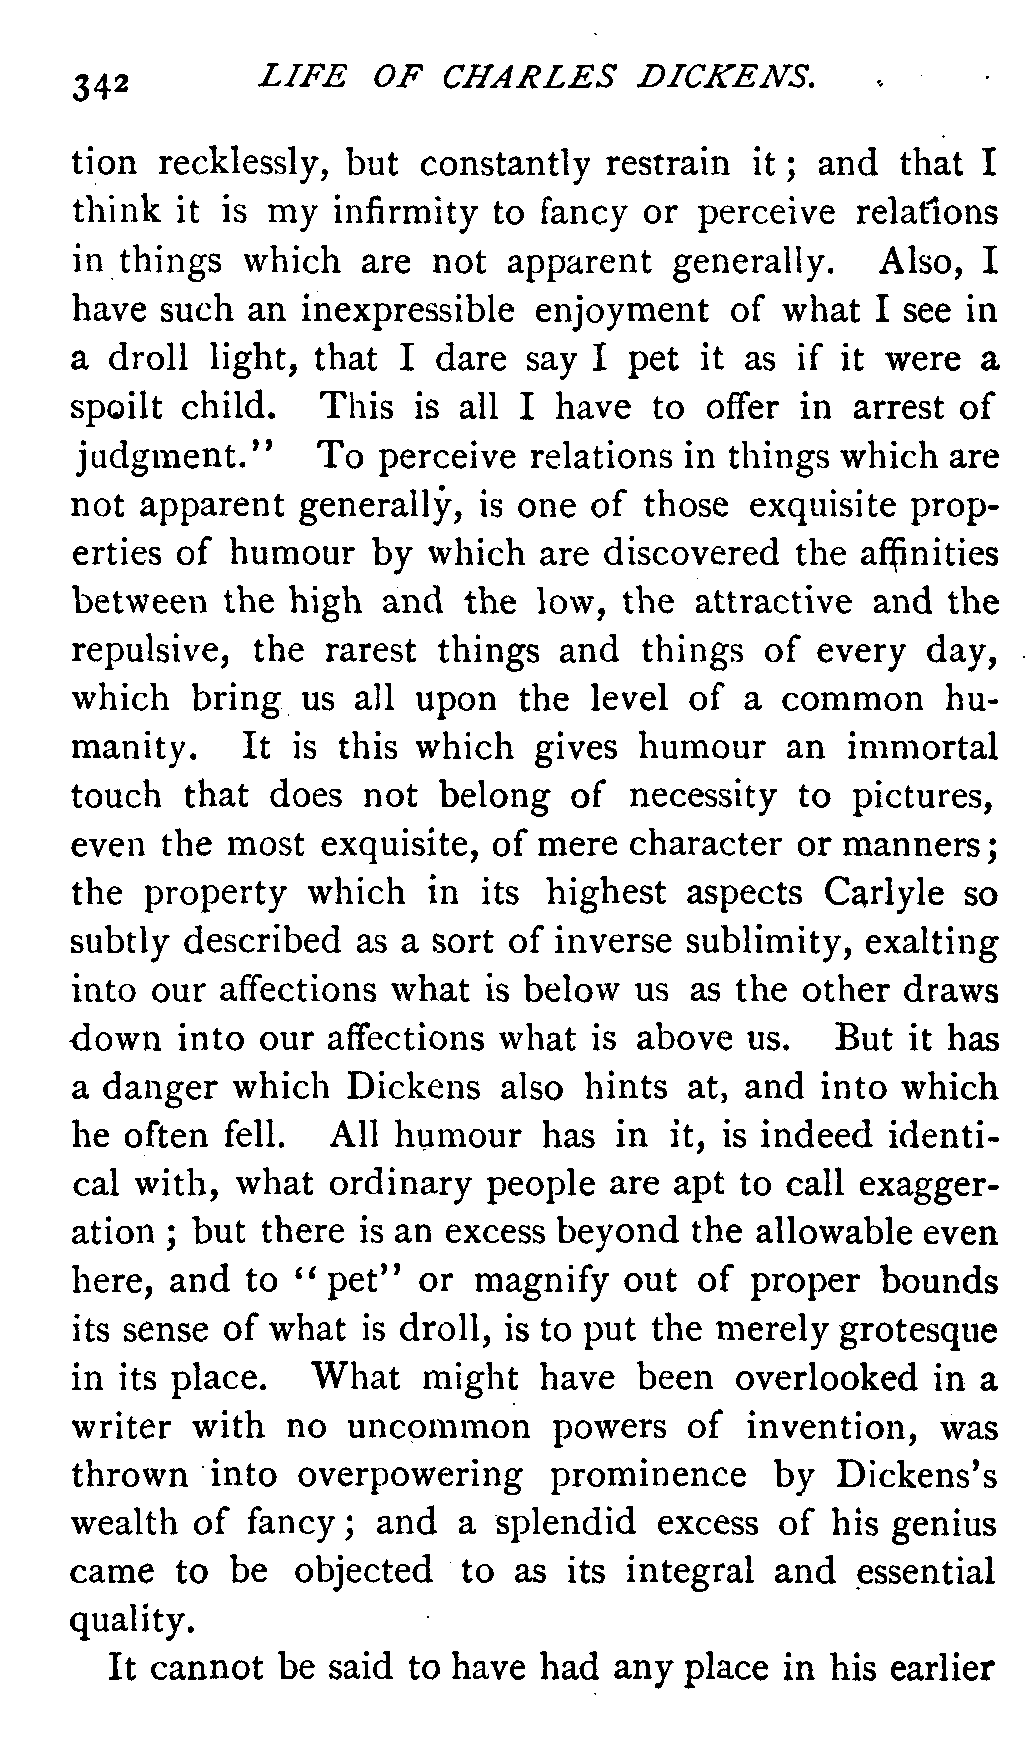 342 LIFE OF CHARLES DICKENS.
tion recklessly, but constantly restrain it ; and that I
think it is my infirmity to fancy or perceive relations
in things which are not apparent generally. Also, I
have such an inexpressible enjoyment of what I see in
a droll light, that I dare say I pet it as if it were a
spoilt child. This is all I have to offer in arrest of
judgment.'' To perceive relations in things which are
not apparent generally, is one of those exquisite prop-
erties of humour by which are discovered the affinities
between the high and the low, the attractive and the
repulsive, the rarest things and things of every day,
which bring us all upon the level of a common hu-
manity. It is this which gives humour an immortal
touch that does not belong of necessity to pictures,
even the most exquisite, of mere character or manners;
the property which in its highest aspects Carlyle so
subtly described as a sort of inverse sublimity, exalting
into our affections what is below us as the other draws
down into our affections what is above us. But it has
a danger which Dickens also hints at, and into which
he often fell. All humour has in it, is indeed identi-
cal with, what ordinary people are apt to call exagger-
ation ; but there is an excess beyond the allowable even
here, and to “ pet” or magnify out of proper bounds
its sense of what is droll, is to put the merely grotesque
in its place. What might have been overlooked in a
writer with no uncommon powers of invention, was
thrown into overpowering prominence by Dickens's
wealth of fancy ; and a splendid excess of his genius
came to be objected to as its integral and essential
quality.
It cannot be said to have had any place in his earlier